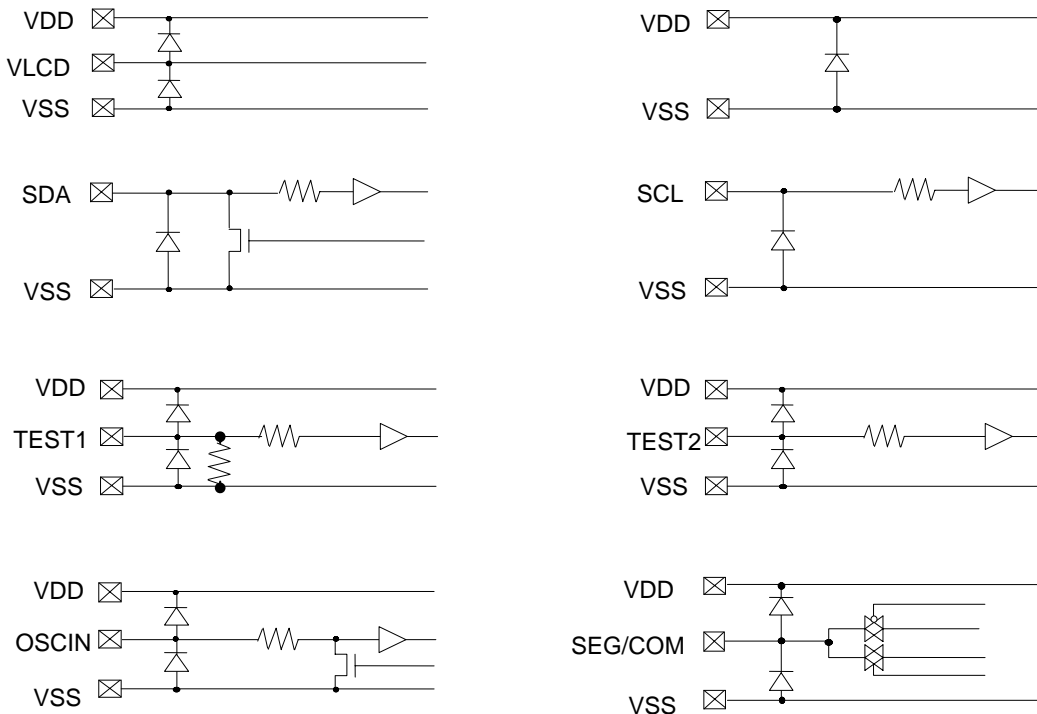 VDD
VLCD
VSS
VDD
VSS
SDA
VSS
SCL
VSS
VDD
TEST1
VSS
VDD
TEST2
VSS
VDD
OSCIN
VSS
VDD
SEG/COM
VSS